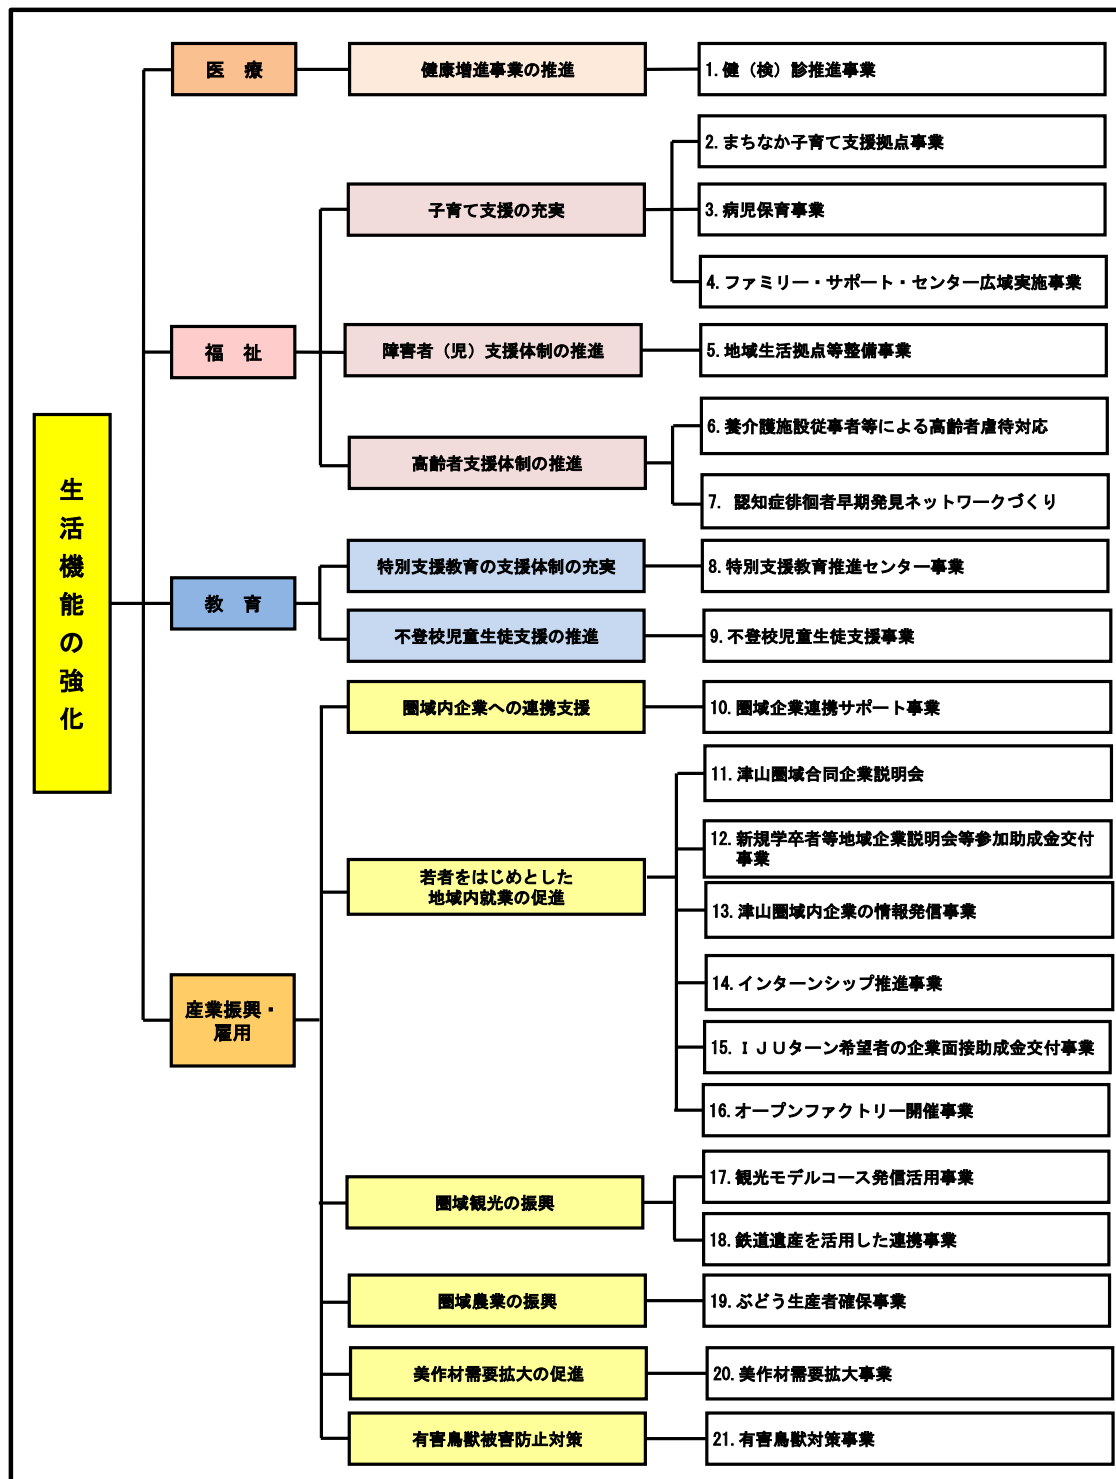 生活機能の強化
医　療
健康増進事業の推進
1. 健（検）診推進事業
福　祉
子育て支援の充実
2. まちなか子育て支援拠点事業
3. 病児保育事業
4. ファミリー・サポート・センター広域実施事業
障害者（児）支援体制の推進
5. 地域生活拠点等整備事業
高齢者支援体制の推進
6. 養介護施設従事者等による高齢者虐待対応
7. 認知症徘徊者早期発見ネットワークづくり
教　育
特別支援教育の支援体制の充実
8. 特別支援教育推進センター事業
不登校児童生徒支援の推進
9. 不登校児童生徒支援事業
産業振興・
雇用
圏域内企業への連携支援
10. 圏域企業連携サポート事業
若者をはじめとした
地域内就業の促進
11. 津山圏域合同企業説明会
12. 新規学卒者等地域企業説明会等参加助成金交付
事業
13. 津山圏域内企業の情報発信事業
14. インターンシップ推進事業
15. ＩＪＵターン希望者の企業面接助成金交付事業
16. オープンファクトリー開催事業
圏域観光の振興
17. 観光モデルコース発信活用事業
18. 鉄道遺産を活用した連携事業
圏域農業の振興
19. ぶどう生産者確保事業
美作材需要拡大の促進
20. 美作材需要拡大事業
有害鳥獣被害防止対策
21. 有害鳥獣対策事業